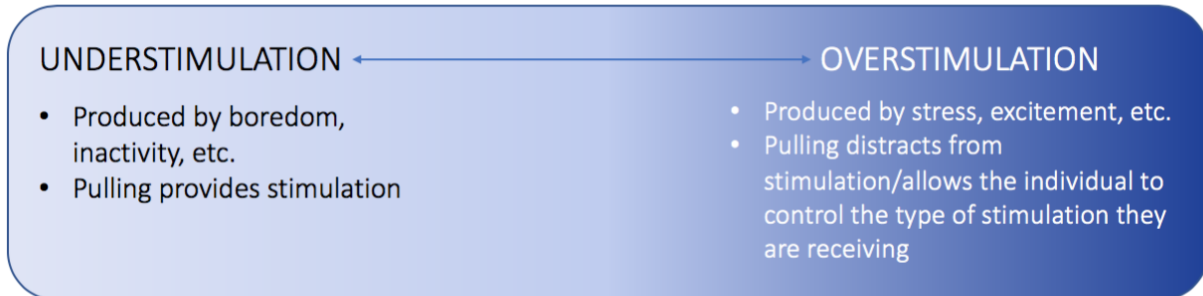 UNDERSTIMULATION
• Produced by boredom,
inactivity, etc.
• Pulling provides stimulation
OVERSTIMULATION
• Produced by stress, excitement, etc.
• Pulling distracts from
stimulation/allows the individual to
control the type of stimulation they
are receiving